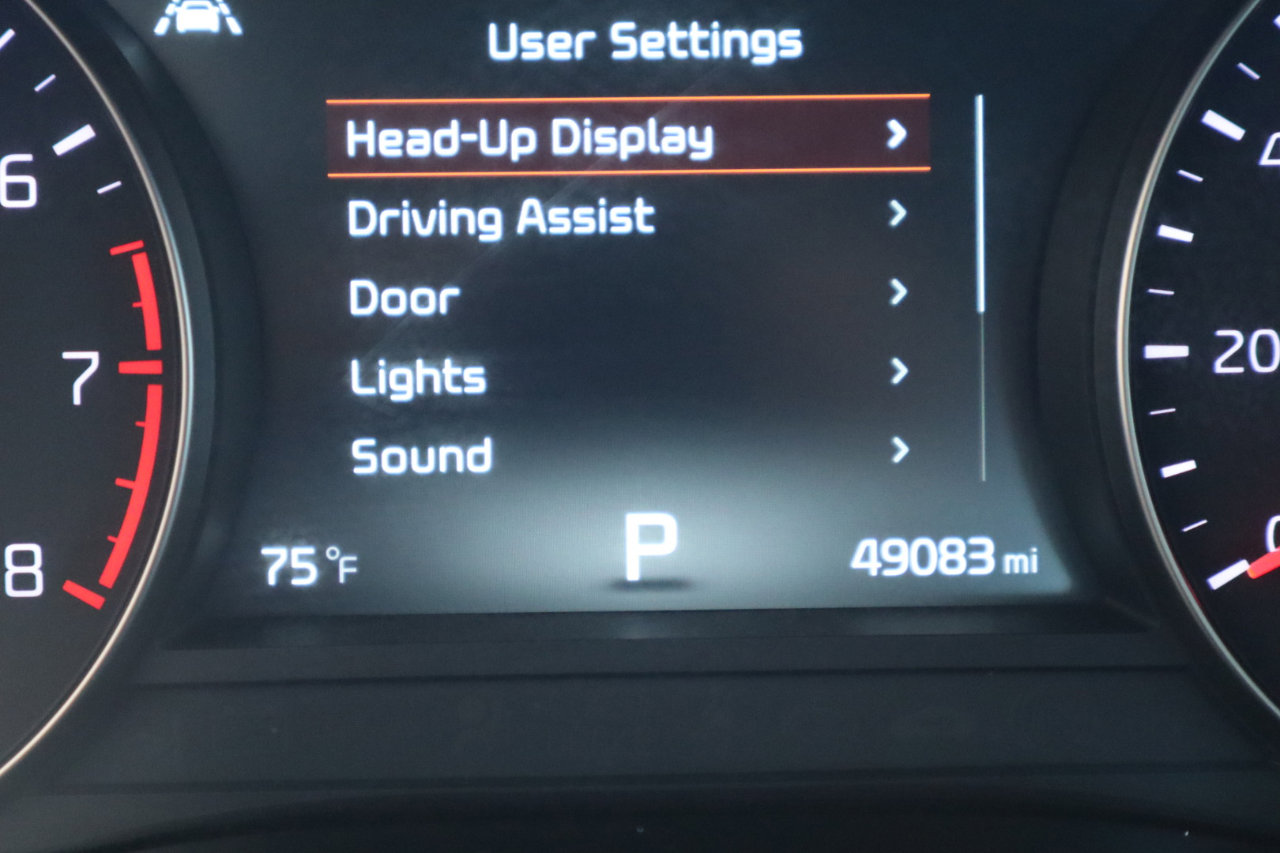 User Settings
Head-Up Display
Driving Assist
Door
Lights
Sound
75 °F
P
49083 mi
6
7
8
20